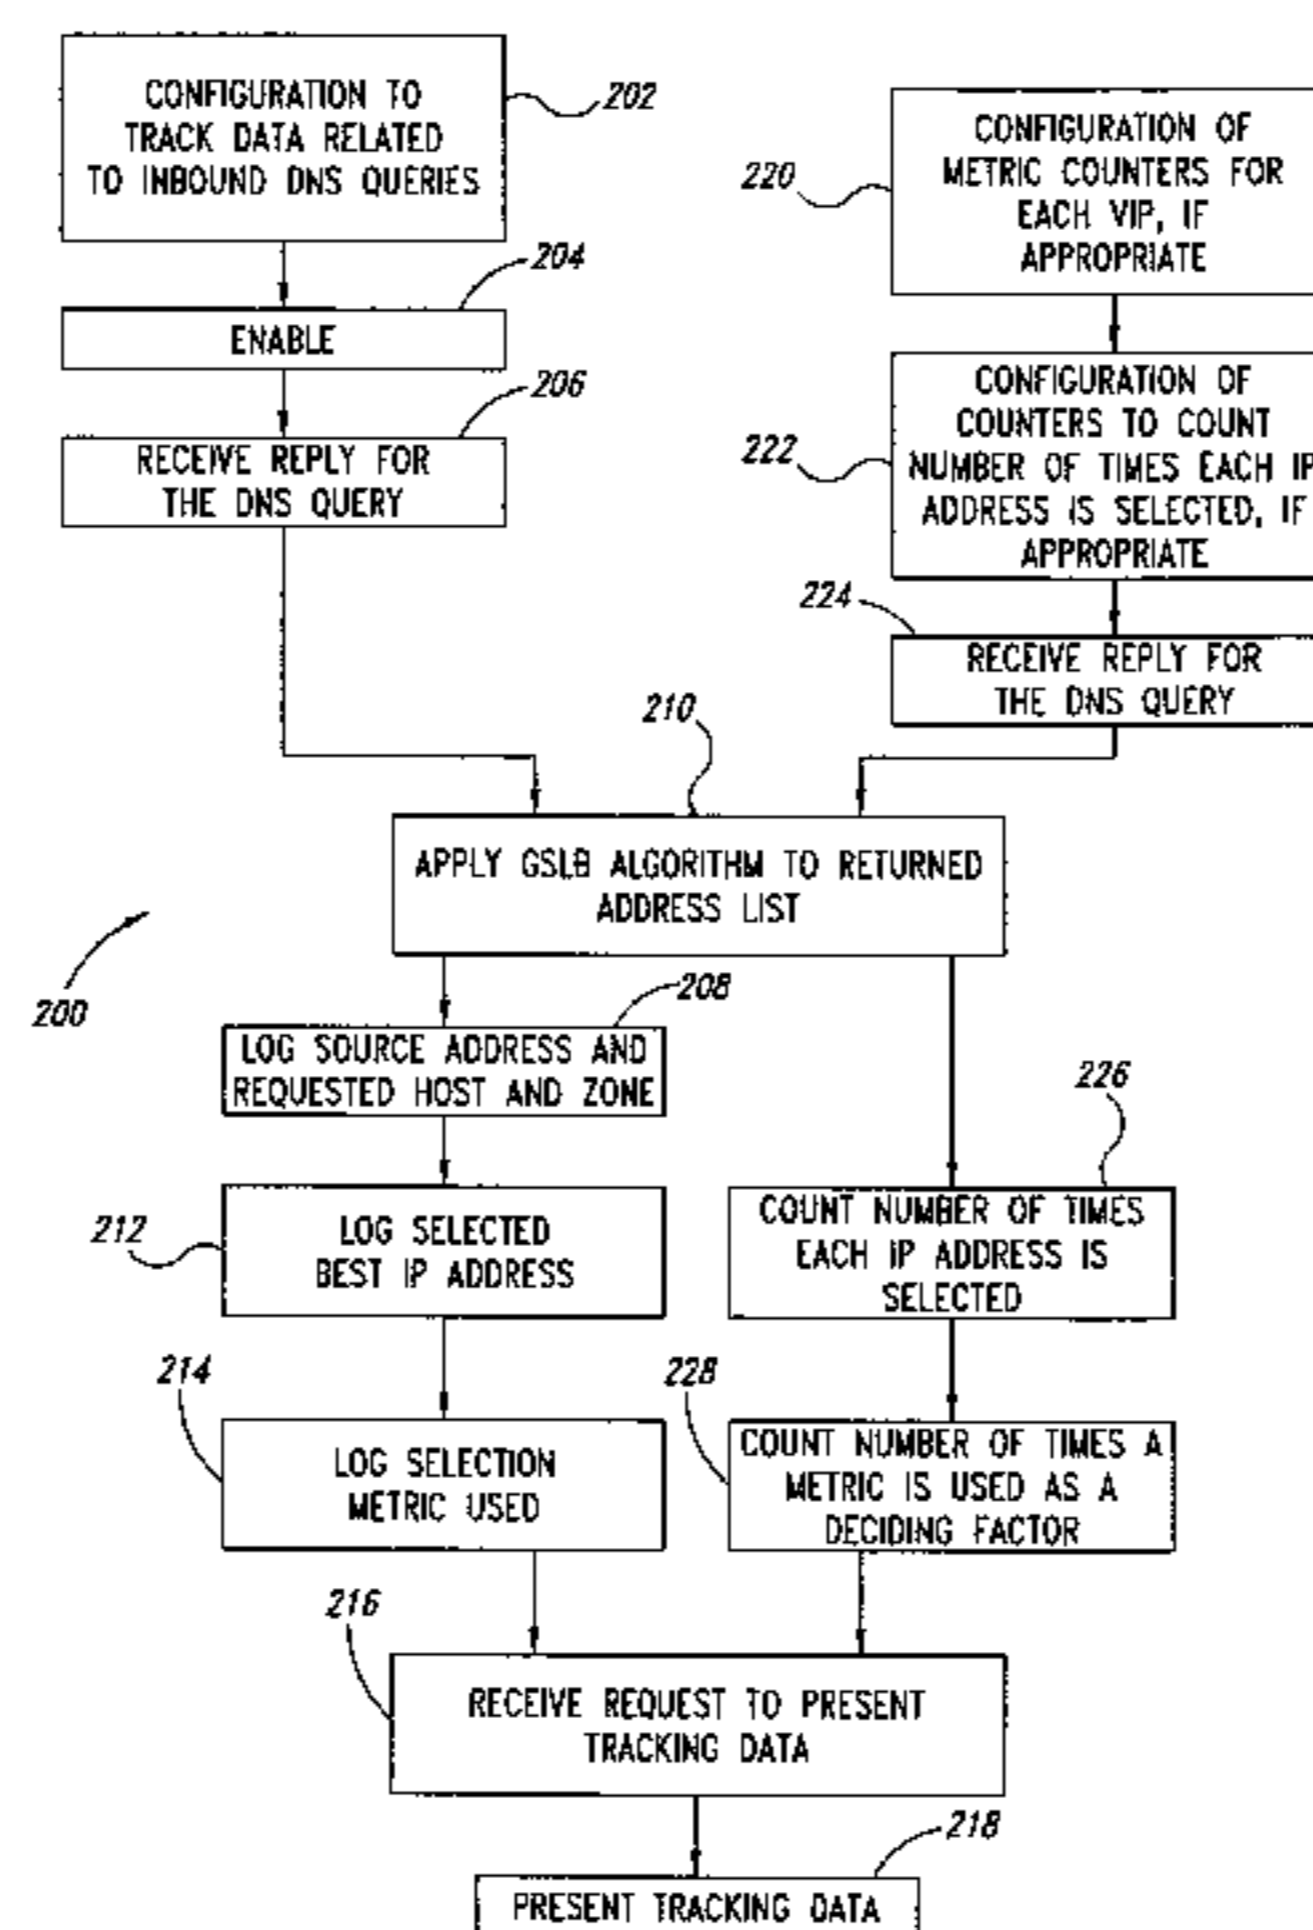 CONFIGURATION TO
TRACK DATA RELATED
TO INBOUND DNS QUERIES
202
204
ENABLE
206
RECEIVE REPLY FOR
THE DNS QUERY
220
CONFIGURATION OF
METRIC COUNTERS FOR
EACH VIP, IF
APPROPRIATE
222
CONFIGURATION OF
COUNTERS TO COUNT
NUMBER OF TIMES EACH IP
ADDRESS IS SELECTED, IF
APPROPRIATE
224
RECEIVE REPLY FOR
THE DNS QUERY
210
APPLY GSLB ALGORITHM TO RETURNED
ADDRESS LIST
200
208
LOG SOURCE ADDRESS AND
REQUESTED HOST AND ZONE
212
LOG SELECTED
BEST IP ADDRESS
214
LOG SELECTION
METRIC USED
226
COUNT NUMBER OF TIMES
EACH IP ADDRESS IS
SELECTED
228
COUNT NUMBER OF TIMES A
METRIC IS USED AS A
DECIDING FACTOR
216
RECEIVE REQUEST TO PRESENT
TRACKING DATA
218
PRESENT TRACKING DATA